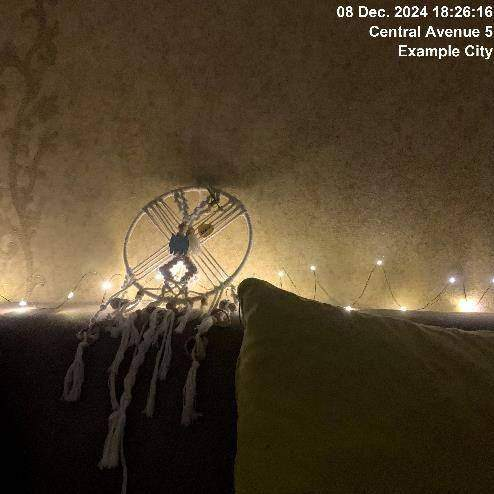 08 Dec. 2024 18:26:16
Central Avenue 5
Example City